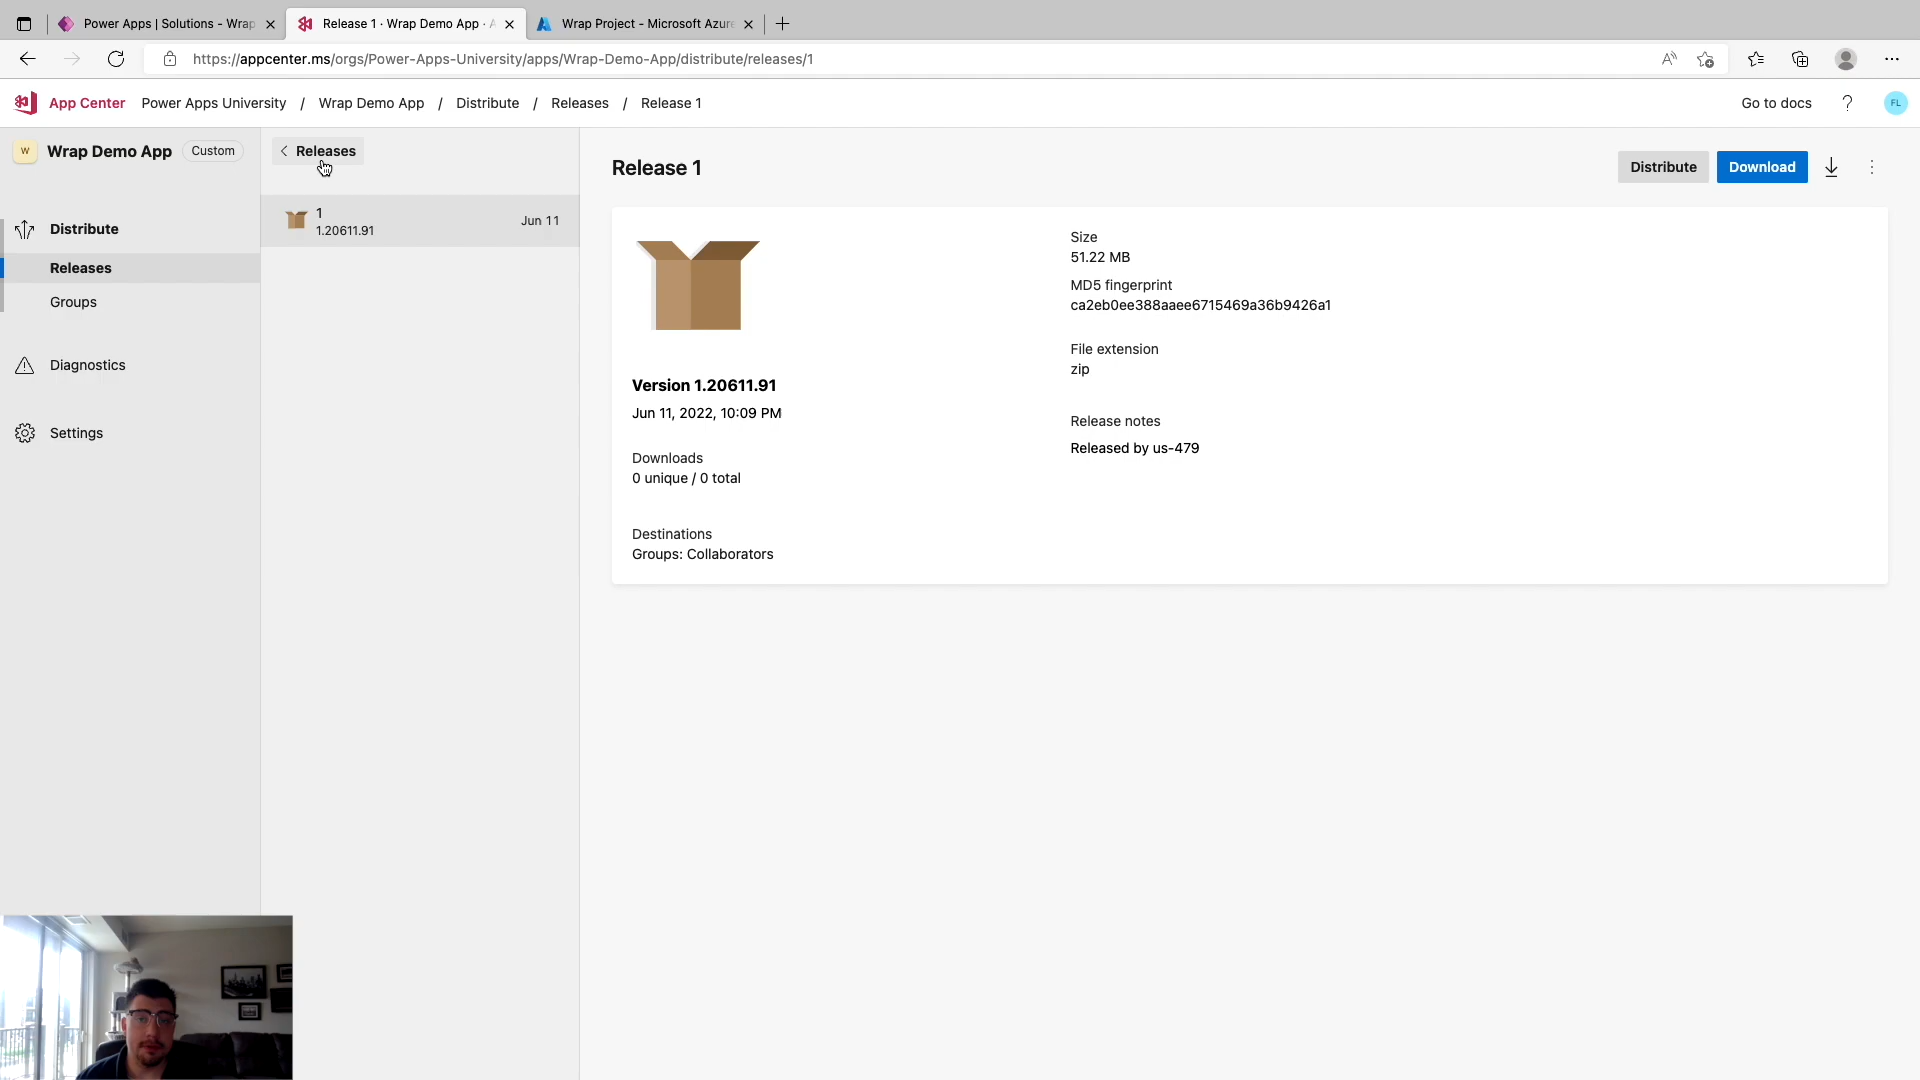 Power Apps | Solutions - Wrap
Release 1 · Wrap Demo App · A
Wrap Project - Microsoft Azure
https://appcenter.ms/orgs/Power-Apps-University/apps/Wrap-Demo-App/distribute/releases/1
App Center Power Apps University / Wrap Demo App / Distribute / Releases / Release 1
Go to docs ? FL
W Wrap Demo App Custom
Distribute
Releases
Groups
Diagnostics
Settings
Releases
1
1.20611.91
Jun 11
Release 1
Distribute
Download
Version 1.20611.91
Jun 11, 2022, 10:09 PM
Downloads
0 unique / 0 total
Destinations
Groups: Collaborators
Size
51.22 MB
MD5 fingerprint
ca2eb0ee388aaee6715469a36b9426a1
File extension
zip
Release notes
Released by us-479